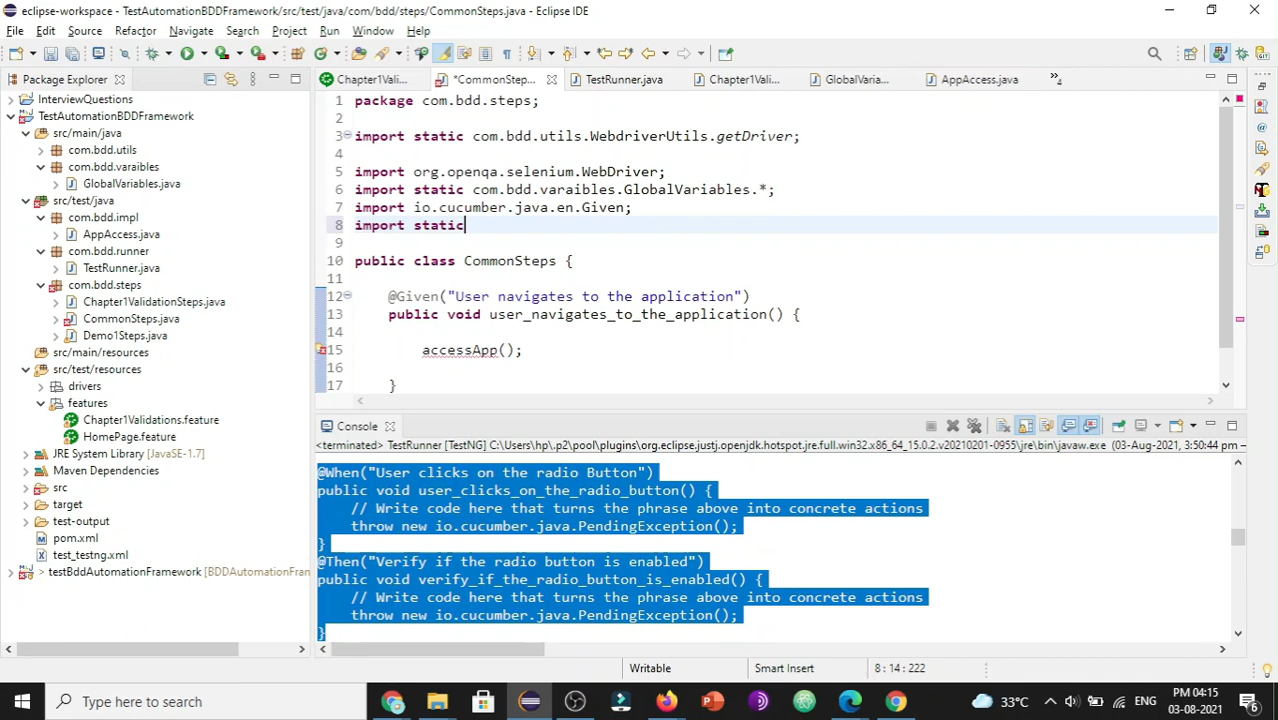 eclipse-workspace - TestAutomationBDDFramework/src/test/java/com/bdd/steps/CommonSteps.java - Eclipse IDE
File Edit Source Refactor Navigate Search Project Run Window Help
Package Explorer
Chapter1Vali...
*CommonStep...
TestRunner.java
Chapter1Vali...
GlobalVaria...
AppAccess.java
4
InterviewQuestions
TestAutomationBDDFramework
src/main/java
com.bdd.utils
com.bdd.varaibles
GlobalVariables.java
src/test/java
com.bdd.impl
AppAccess.java
com.bdd.runner
TestRunner.java
com.bdd.steps
Chapter1ValidationSteps.java
CommonSteps.java
Demo1Steps.java
src/main/resources
src/test/resources
drivers
features
Chapter1Validations.feature
HomePage.feature
JRE System Library [JavaSE-1.7]
Maven Dependencies
src
target
test-output
pom.xml
test_testng.xml
> testBddAutomationFramework [BDDAutomationFran
1 package com.bdd.steps;
2
3 import static com.bdd.utils.WebdriverUtils.getDriver;
4
5 import org.openqa.selenium.WebDriver;
6 import static com.bdd.varaibles.GlobalVariables.*;
7 import io.cucumber.java.en.Given;
8 import static
9
10 public class CommonSteps {
11
12 @Given("User navigates to the application")
13 public void user_navigates_to_the_application() {
14
15 accessApp();
16
17 }
Console
<terminated> TestRunner [TestNG] C:\Users\hp\.p2\pool\plugins\org.eclipse.justj.openjdk.hotspot.jre.full.win32.x86_64_15.0.2.v20210201-0955\jre\bin\javaw.exe (03-Aug-2021, 3:50:44 PM)
@When("User clicks on the radio Button")
public void user_clicks_on_the_radio_button() {
// Write code here that turns the phrase above into concrete actions
throw new io.cucumber.java.PendingException();
}
@Then("Verify if the radio button is enabled")
public void verify_if_the_radio_button_is_enabled() {
// Write code here that turns the phrase above into concrete actions
throw new io.cucumber.java.PendingException();
}
Writable
Smart Insert
8 : 14 : 222
Type here to search
33°C
ENG
PM 04:15
03-08-2021
6